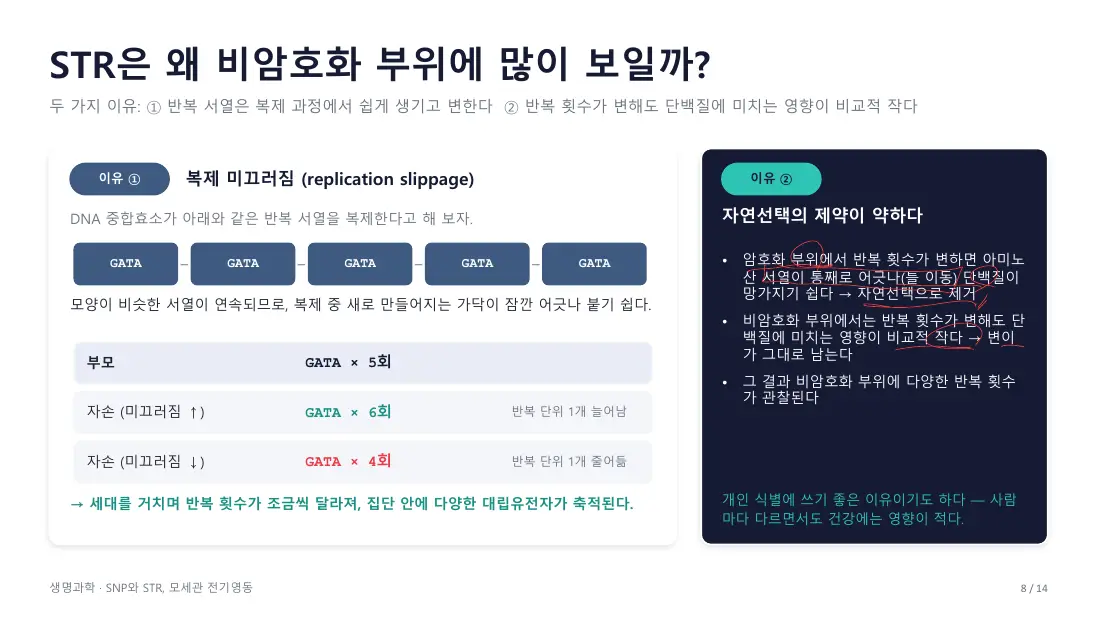 STR은 왜 비암호화 부위에 많이 보일까?
두 가지 이유: ① 반복 서열은 복제 과정에서 쉽게 생기고 변한다 ② 반복 횟수가 변해도 단백질에 미치는 영향이 비교적 작다
이유 ①
복제 미끄러짐 (replication slippage)
DNA 중합효소가 아래와 같은 반복 서열을 복제한다고 해 보자.
GATA – GATA – GATA – GATA – GATA
모양이 비슷한 서열이 연속되므로, 복제 중 새로 만들어지는 가닥이 잠깐 어긋나 붙기 쉽다.
부모 GATA × 5회
자손 (미끄러짐 ↑) GATA × 6회 반복 단위 1개 늘어남
자손 (미끄러짐 ↓) GATA × 4회 반복 단위 1개 줄어듦
→ 세대를 거치며 반복 횟수가 조금씩 달라져, 집단 안에 다양한 대립유전자가 축적된다.
이유 ②
자연선택의 제약이 약하다
• 암호화 부위에서 반복 횟수가 변하면 아미노
산 서열이 통째로 어긋나(틀 이동) 단백질이
망가지기 쉽다 → 자연선택으로 제거
• 비암호화 부위에서는 반복 횟수가 변해도 단
백질에 미치는 영향이 비교적 작다 → 변이
가 그대로 남는다
• 그 결과 비암호화 부위에 다양한 반복 횟수
가 관찰된다
개인 식별에 쓰기 좋은 이유이기도 하다 — 사람
마다 다르면서도 건강에는 영향이 적다.
생명과학 · SNP와 STR, 모세관 전기영동
8 / 14